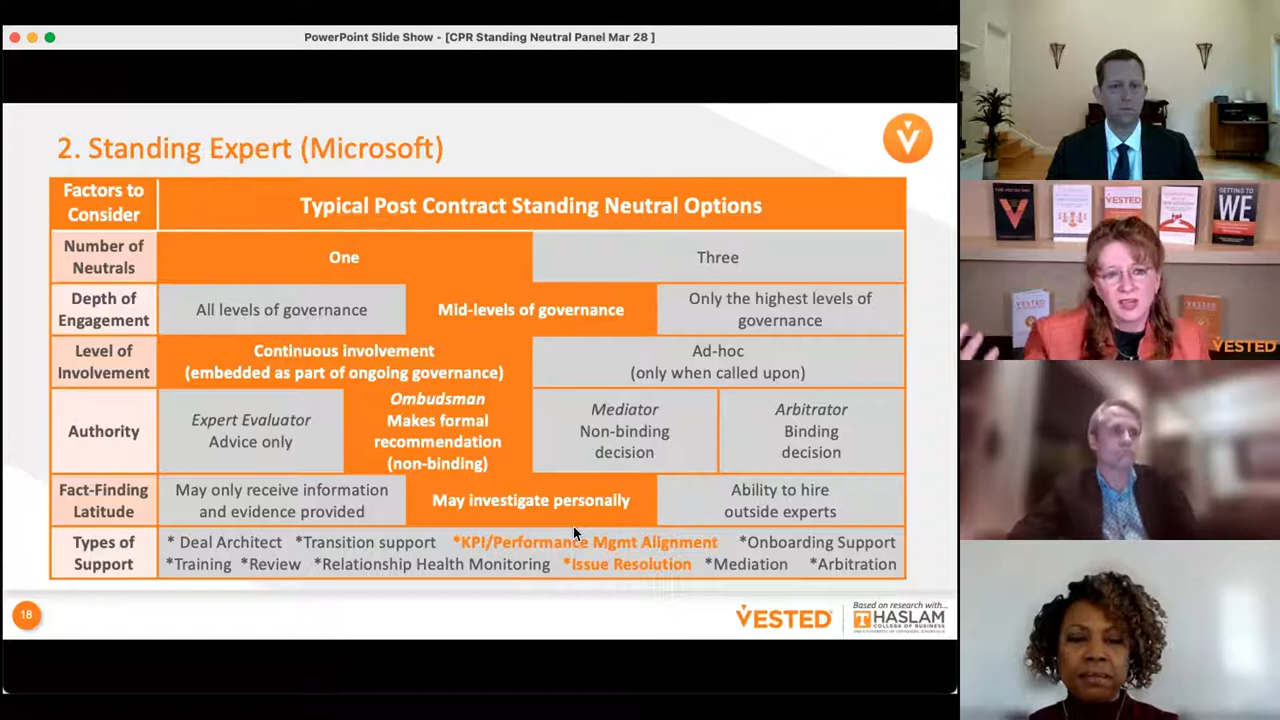 PowerPoint Slide Show - [CPR Standing Neutral Panel Mar 28 ]
2. Standing Expert (Microsoft)
Factors to
Consider
Typical Post Contract Standing Neutral Options
Number of
Neutrals
One
Three
Depth of
Engagement
All levels of governance
Mid-levels of governance
Only the highest levels of
governance
Level of
Involvement
Continuous involvement
(embedded as part of ongoing governance)
Ad-hoc
(only when called upon)
Authority
Expert Evaluator
Advice only
Ombudsman
Makes formal
recommendation
(non-binding)
Mediator
Non-binding
decision
Arbitrator
Binding
decision
Fact-Finding
Latitude
May only receive information
and evidence provided
May investigate personally
Ability to hire
outside experts
Types of
Support
* Deal Architect *Transition support *KPI/Performance Mgmt Alignment *Onboarding Support
*Training *Review *Relationship Health Monitoring *Issue Resolution *Mediation *Arbitration
18
VESTED
Based on research with...
T HASLAM
COLLEGE OF BUSINESS
VESTED
GETTING TO
WE
VESTED
VESTED